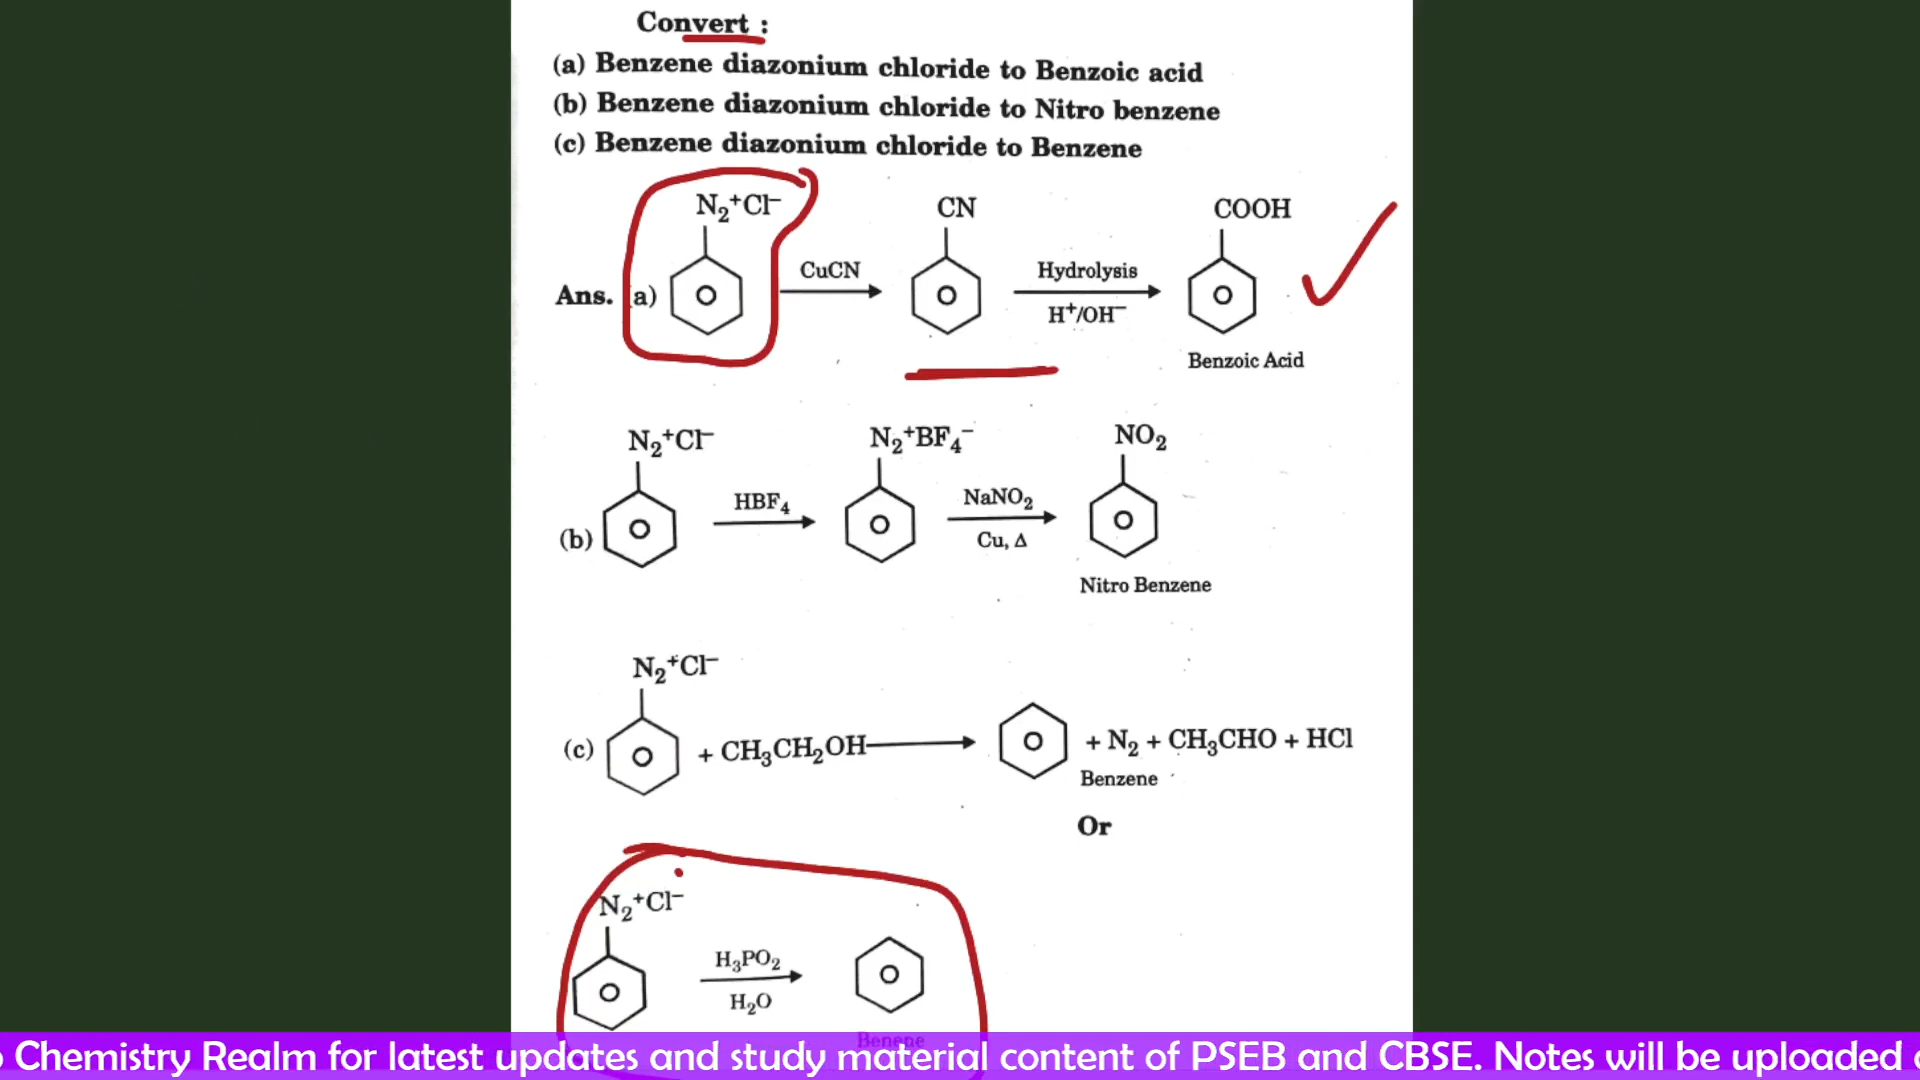 Convert :
(a) Benzene diazonium chloride to Benzoic acid
(b) Benzene diazonium chloride to Nitro benzene
(c) Benzene diazonium chloride to Benzene
N₂⁺Cl⁻ CN COOH
Ans. (a) CuCN Hydrolysis
H⁺/OH⁻
Benzoic Acid
N₂⁺Cl⁻ N₂⁺BF₄⁻ NO₂
(b) HBF₄ NaNO₂
Cu, Δ
Nitro Benzene
N₂⁺Cl⁻
(c) + CH₃CH₂OH + N₂ + CH₃CHO + HCl
Benzene
Or
N₂⁺Cl⁻
H₃PO₂
H₂O
Benene
Chemistry Realm for latest updates and study material content of PSEB and CBSE. Notes will be uploaded